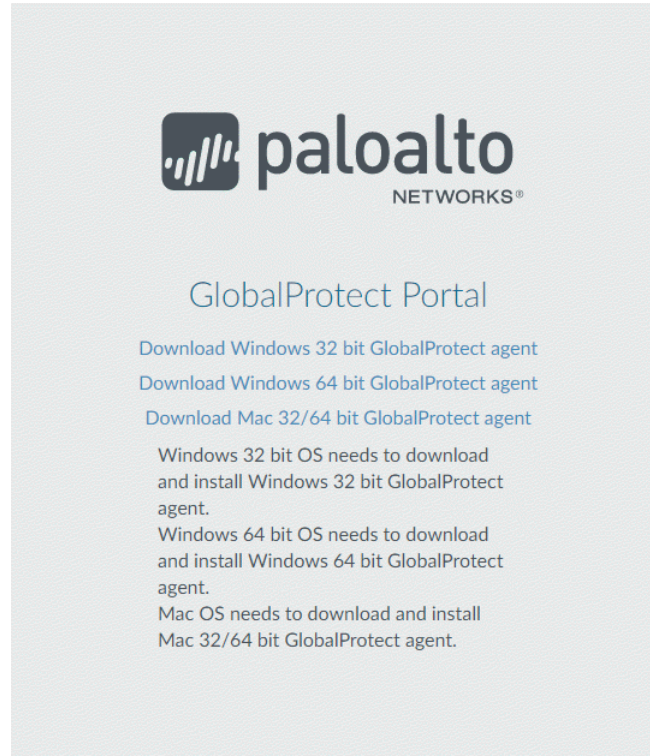 paloalto
NETWORKS®
GlobalProtect Portal
Download Windows 32 bit GlobalProtect agent
Download Windows 64 bit GlobalProtect agent
Download Mac 32/64 bit GlobalProtect agent
Windows 32 bit OS needs to download
and install Windows 32 bit GlobalProtect
agent.
Windows 64 bit OS needs to download
and install Windows 64 bit GlobalProtect
agent.
Mac OS needs to download and install
Mac 32/64 bit GlobalProtect agent.